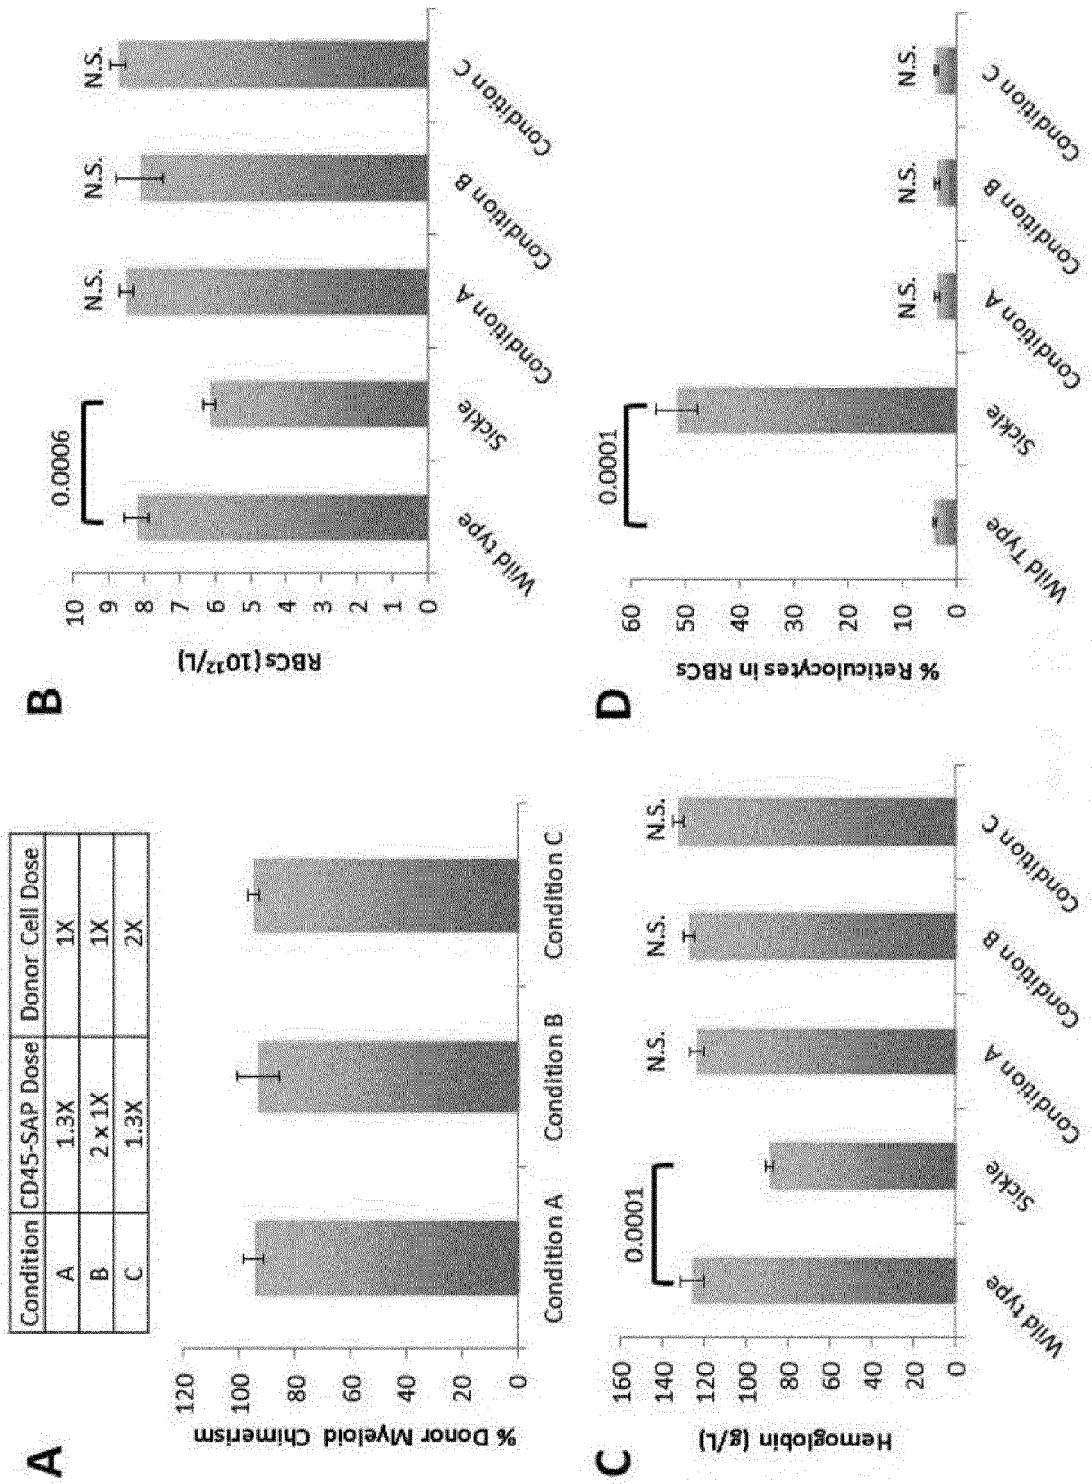 A
Condition CD45-SAP Dose Donor Cell Dose
A 1.3X 1X
B 2 x 1X 1X
C 1.3X 2X
% Donor Myeloid Chimerism
120
100
80
60
40
20
0
Condition A Condition B Condition C
B
RBCs (10¹²/L)
10
9
8
7
6
5
4
3
2
1
0
0.0006
N.S. N.S. N.S.
Wild type Sickle Condition A Condition B Condition C
C
Hemoglobin (g/L)
160
140
120
100
80
60
40
20
0
0.0001
N.S. N.S. N.S.
Wild type Sickle Condition A Condition B Condition C
D
% Reticulocytes in RBCs
60
50
40
30
20
10
0
0.0001
N.S. N.S. N.S.
Wild Type Sickle Condition A Condition B Condition C